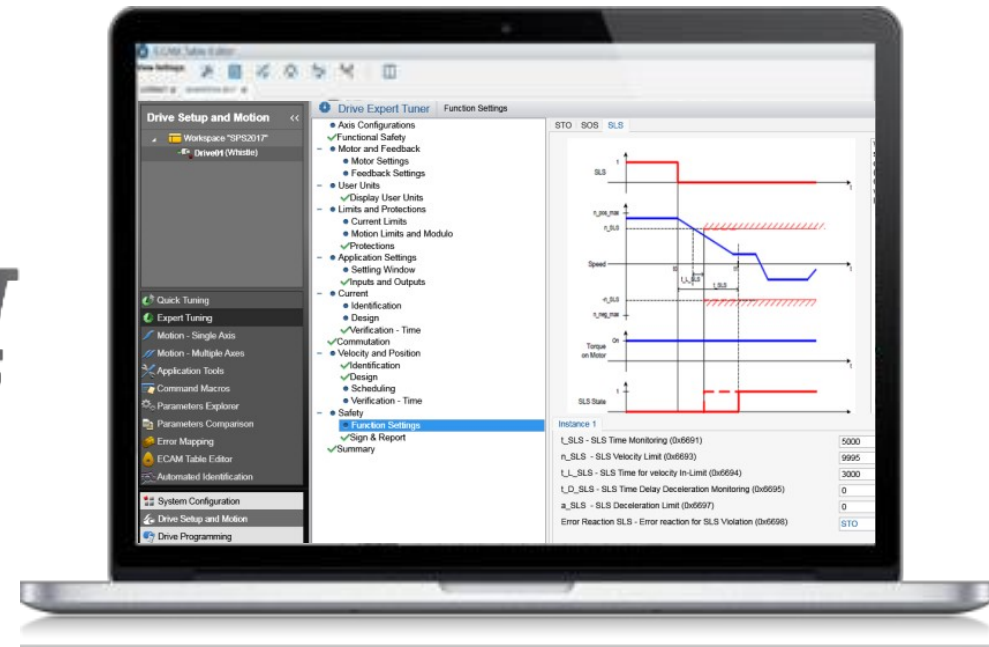 ECAM Table Editor
View Settings
Drive Setup and Motion <<
Workspace "SPS2017"
Drive01 (Whistle)
Quick Tuning
Expert Tuning
Motion - Single Axis
Motion - Multiple Axes
Application Tools
Command Macros
Parameters Explorer
Parameters Comparison
Error Mapping
ECAM Table Editor
Automated Identification
System Configuration
Drive Setup and Motion
Drive Programming
Drive Expert Tuner Function Settings
Axis Configurations
Functional Safety
Motor and Feedback
Motor Settings
Feedback Settings
User Units
Display User Units
Limits and Protections
Current Limits
Motion Limits and Modulo
Protections
Application Settings
Settling Window
Inputs and Outputs
Current
Identification
Design
Verification - Time
Commutation
Velocity and Position
Identification
Design
Scheduling
Verification - Time
Safety
Function Settings
Sign & Report
Summary
STO SOS SLS
1
SLS
t
n_pos_max
n_SLS
Speed
t
t_L_SLS
t_SLS
-n_SLS
n_neg_max
On
Torque
on Motor
t
1
SLS State
t
Instance 1
t_SLS - SLS Time Monitoring (0x6691) 5000
n_SLS - SLS Velocity Limit (0x6693) 9995
t_L_SLS - SLS Time for velocity In-Limit (0x6694) 3000
t_D_SLS - SLS Time Delay Deceleration Monitoring (0x6695) 0
a_SLS - SLS Deceleration Limit (0x6697) 0
Error Reaction SLS - Error reaction for SLS Violation (0x6698) STO